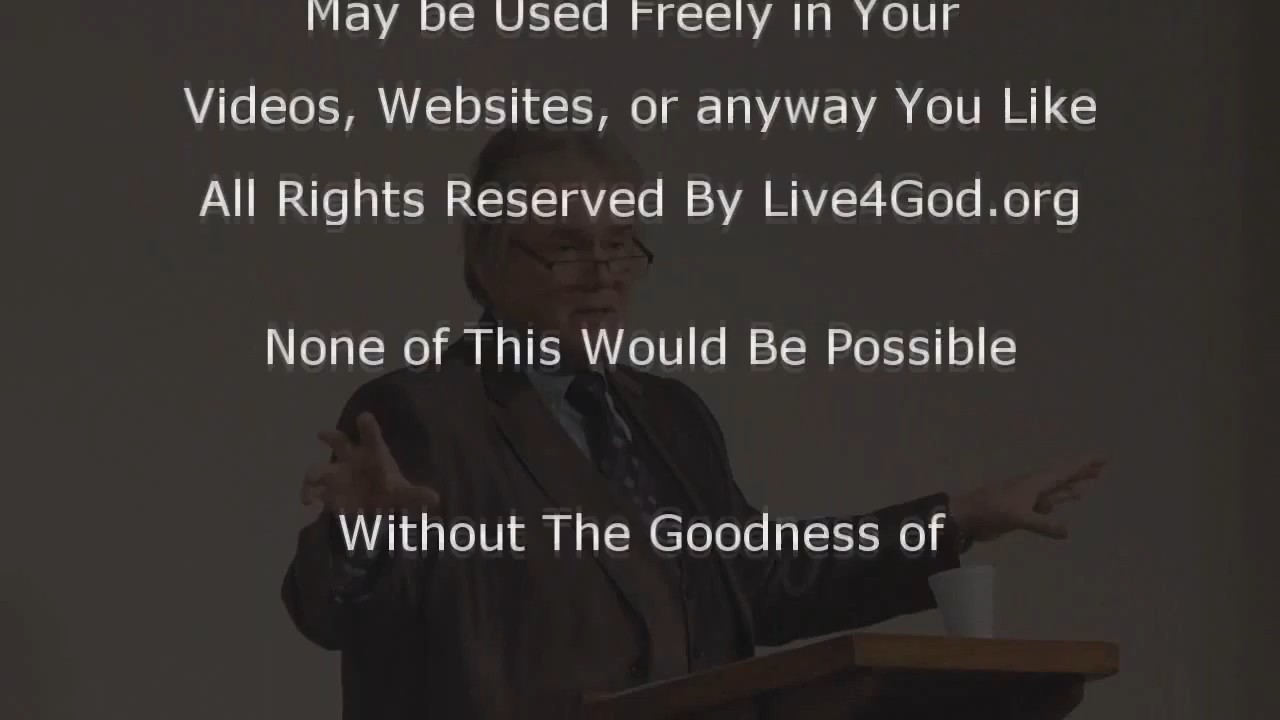 May be Used Freely in Your
Videos, Websites, or anyway You Like
All Rights Reserved By Live4God.org
None of This Would Be Possible
Without The Goodness of